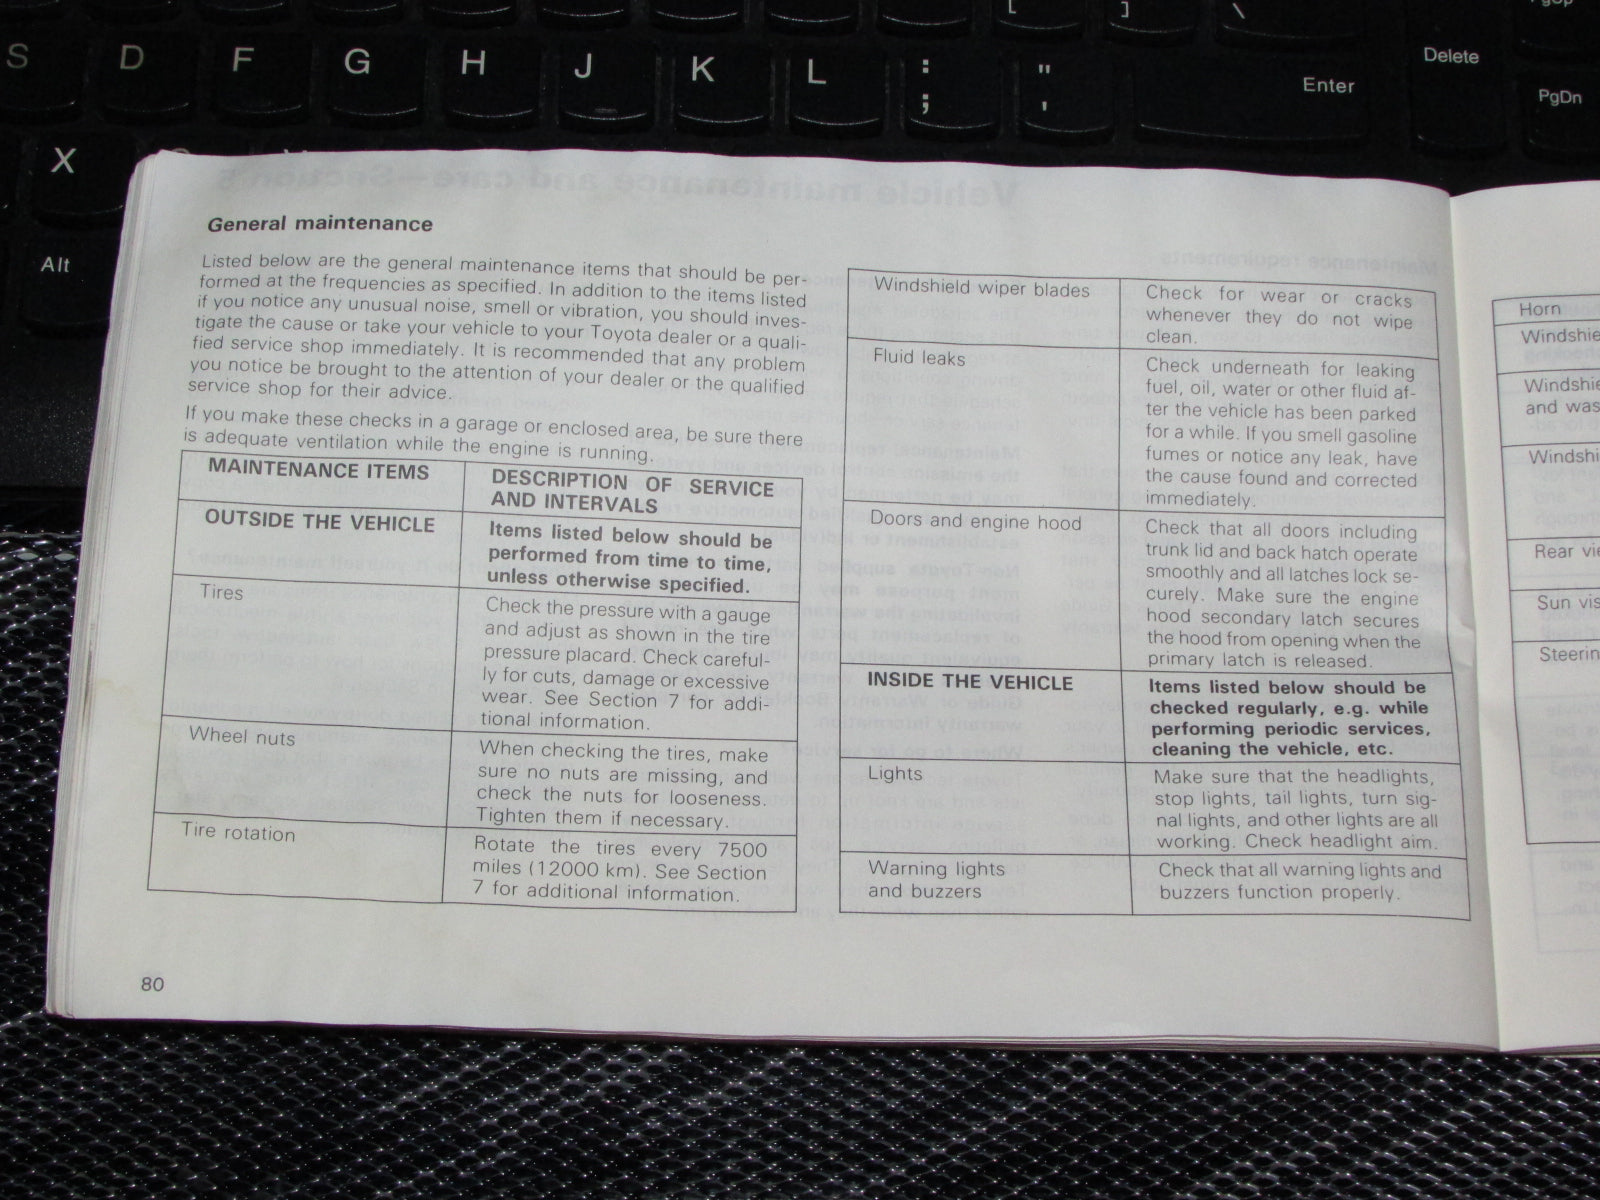 [ ] \
S D F G H J K L : ; " ' Enter Delete
PgDn
X
Alt
General maintenance
Listed below are the general maintenance items that should be per-
formed at the frequencies as specified. In addition to the items listed
if you notice any unusual noise, smell or vibration, you should inves-
tigate the cause or take your vehicle to your Toyota dealer or a quali-
fied service shop immediately. It is recommended that any problem
you notice be brought to the attention of your dealer or the qualified
service shop for their advice.
If you make these checks in a garage or enclosed area, be sure there
is adequate ventilation while the engine is running.
MAINTENANCE ITEMS
DESCRIPTION OF SERVICE
AND INTERVALS
OUTSIDE THE VEHICLE
Items listed below should be
performed from time to time,
unless otherwise specified.
Tires
Check the pressure with a gauge
and adjust as shown in the tire
pressure placard. Check careful-
ly for cuts, damage or excessive
wear. See Section 7 for addi-
tional information.
Wheel nuts
When checking the tires, make
sure no nuts are missing, and
check the nuts for looseness.
Tighten them if necessary.
Tire rotation
Rotate the tires every 7500
miles (12000 km). See Section
7 for additional information.
Windshield wiper blades
Check for wear or cracks
whenever they do not wipe
clean.
Fluid leaks
Check underneath for leaking
fuel, oil, water or other fluid af-
ter the vehicle has been parked
for a while. If you smell gasoline
fumes or notice any leak, have
the cause found and corrected
immediately.
Doors and engine hood
Check that all doors including
trunk lid and back hatch operate
smoothly and all latches lock se-
curely. Make sure the engine
hood secondary latch secures
the hood from opening when the
primary latch is released.
INSIDE THE VEHICLE
Items listed below should be
checked regularly, e.g. while
performing periodic services,
cleaning the vehicle, etc.
Lights
Make sure that the headlights,
stop lights, tail lights, turn sig-
nal lights, and other lights are all
working. Check headlight aim.
Warning lights
and buzzers
Check that all warning lights and
buzzers function properly.
80
Horn
Windshie
Windshie
and was
Windshi
Rear vie
Sun vis
Steerin